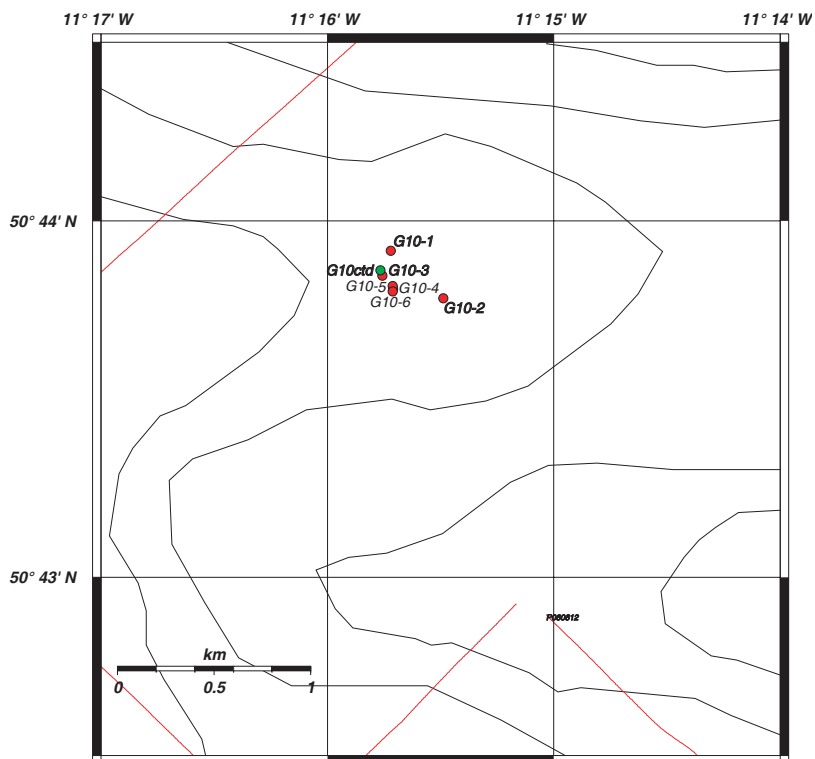 11° 17' W 11° 16' W 11° 15' W 11° 14' W
50° 44' N
G10-1
G10ctd G10-3
G10-5 G10-4
G10-6
G10-2
50° 43' N
P080612
km
0 0.5 1